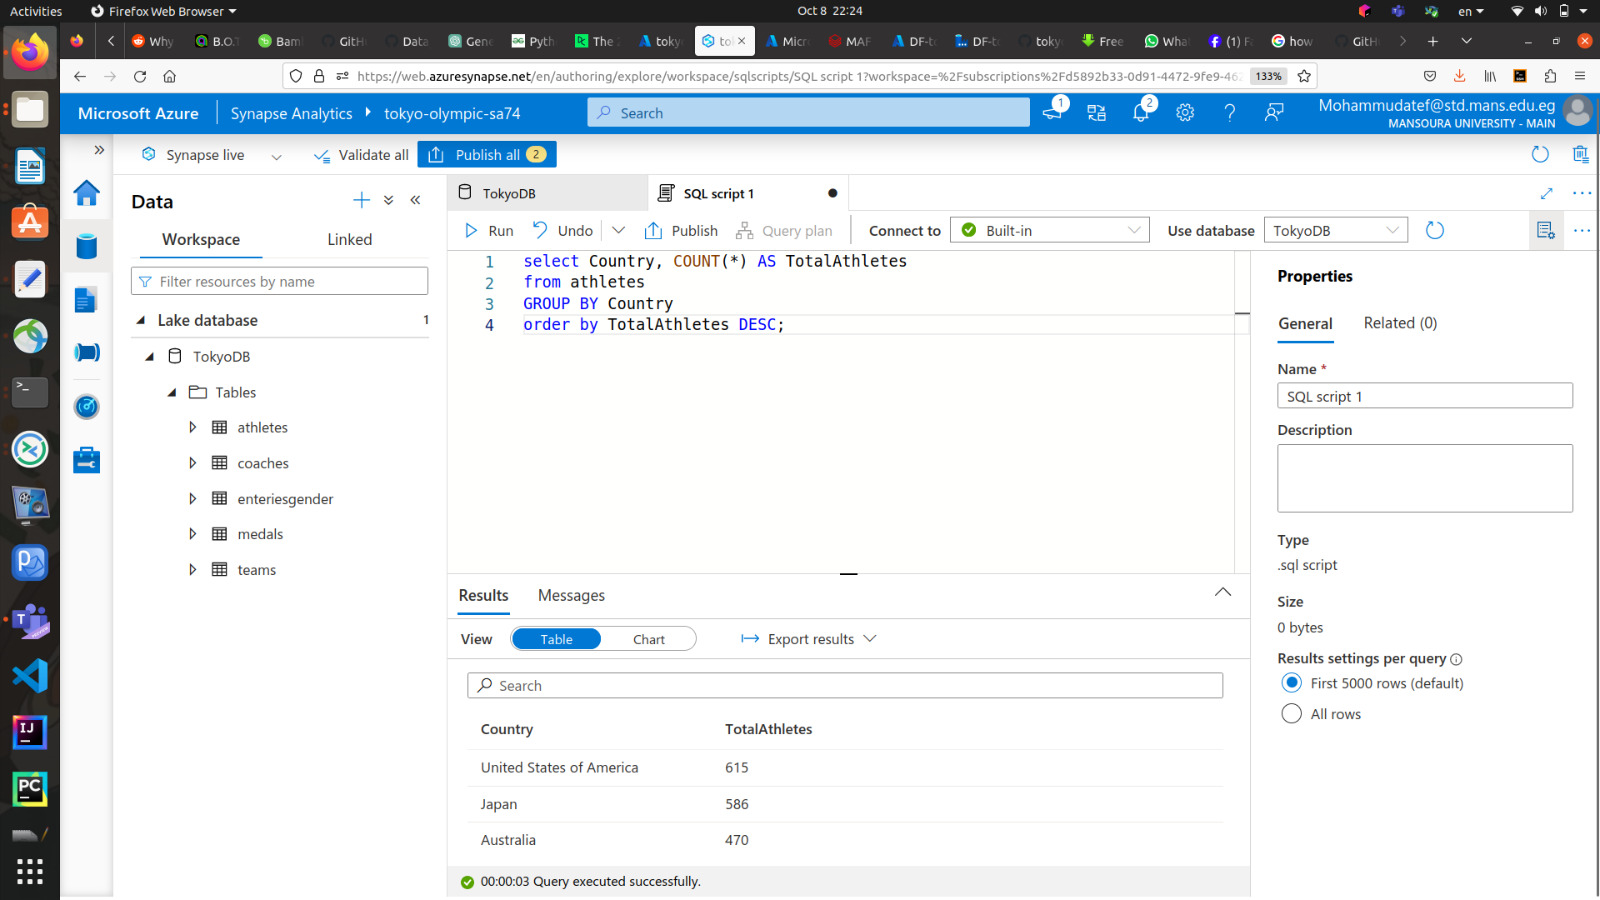 Activities
Firefox Web Browser
Oct 8 22:24
en
Why
B.O.
Bami
GitH
Data
Gene
Pyth
The
toky
to
Micr
MAF
DF-t
DF-t
toky
Free
What
(1) F
how
GitH
https://web.azuresynapse.net/en/authoring/explore/workspace/sqlscripts/SQL script 1?workspace=%2Fsubscriptions%2Fd5892b33-0d91-4472-9fe9-462
133%
Microsoft Azure
Synapse Analytics
tokyo-olympic-sa74
Search
1
2
Mohammudatef@std.mans.edu.eg
MANSOURA UNIVERSITY - MAIN
Synapse live
Validate all
Publish all 2
Data
Workspace
Linked
Filter resources by name
Lake database 1
TokyoDB
Tables
athletes
coaches
enteriesgender
medals
teams
TokyoDB
SQL script 1
Run
Undo
Publish
Query plan
Connect to
Built-in
Use database
TokyoDB
1 select Country, COUNT(*) AS TotalAthletes
2 from athletes
3 GROUP BY Country
4 order by TotalAthletes DESC;
Results
Messages
View
Table
Chart
Export results
Search
Country TotalAthletes
United States of America 615
Japan 586
Australia 470
00:00:03 Query executed successfully.
Properties
General
Related (0)
Name *
SQL script 1
Description
Type
.sql script
Size
0 bytes
Results settings per query
First 5000 rows (default)
All rows